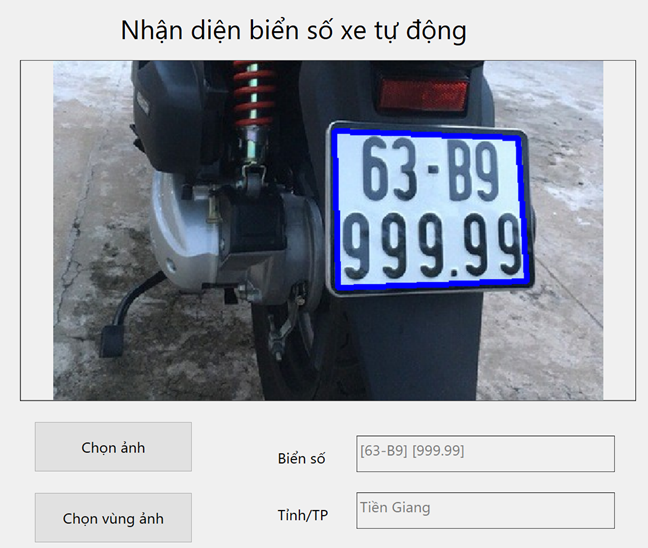 Nhận diện biển số xe tự động
63-B9
999.99
Chọn ảnh
Biển số
[63-B9] [999.99]
Chọn vùng ảnh
Tỉnh/TP
Tiền Giang